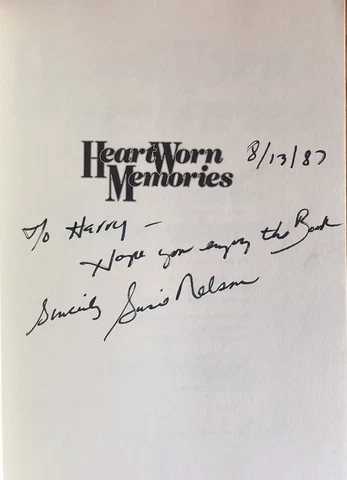 HeartWorn
Memories
8/13/87
To Harry –
Hope you enjoy the Book
Sincerely Susie Nelson